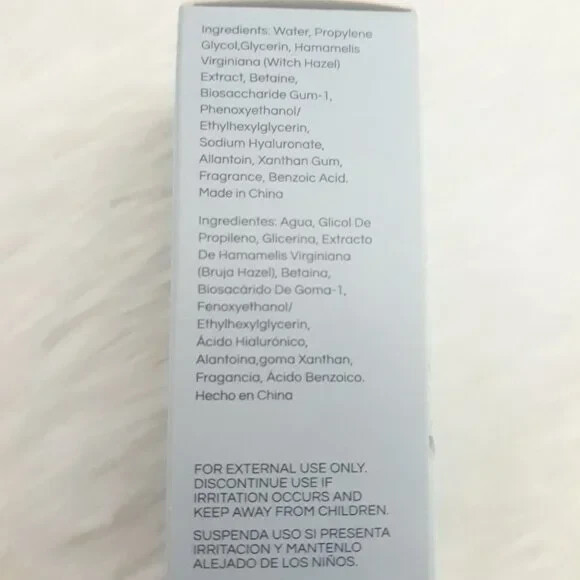 Ingredients: Water, Propylene
Glycol,Glycerin, Hamamelis
Virginiana (Witch Hazel)
Extract, Betaine,
Biosaccharide Gum-1,
Phenoxyethanol/
Ethylhexylglycerin,
Sodium Hyaluronate,
Allantoin, Xanthan Gum,
Fragrance, Benzoic Acid.
Made in China
Ingredientes: Agua, Glicol De
Propileno, Glicerina, Extracto
De Hamamelis Virginiana
(Bruja Hazel), Betaina,
Biosacárido De Goma-1,
Fenoxyethanol/
Ethylhexylglycerin,
Ácido Hialurónico,
Alantoina,goma Xanthan,
Fragancia, Ácido Benzoico.
Hecho en China
FOR EXTERNAL USE ONLY.
DISCONTINUE USE IF
IRRITATION OCCURS AND
KEEP AWAY FROM CHILDREN.
SUSPENDA USO SI PRESENTA
IRRITACION Y MANTENLO
ALEJADO DE LOS NIÑOS.